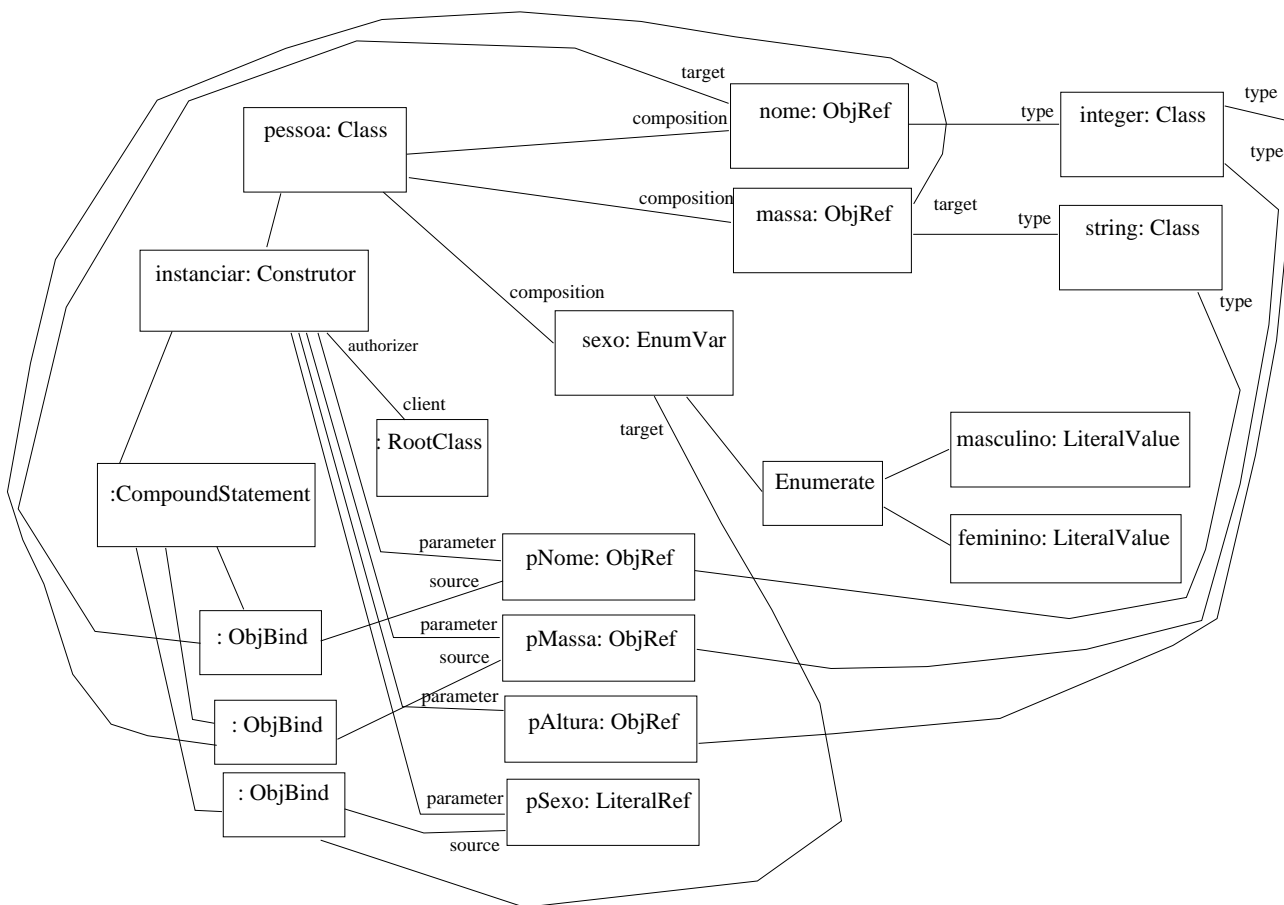 target
type
nome: ObjRef
type
integer: Class
composition
pessoa: Class
type
composition
massa: ObjRef
target
type
string: Class
instanciar: Construtor
composition
type
sexo: EnumVar
authorizer
client
target
: RootClass
masculino: LiteralValue
Enumerate
:CompoundStatement
feminino: LiteralValue
parameter
pNome: ObjRef
source
: ObjBind
parameter
pMassa: ObjRef
source
parameter
pAltura: ObjRef
: ObjBind
: ObjBind
parameter
pSexo: LiteralRef
source